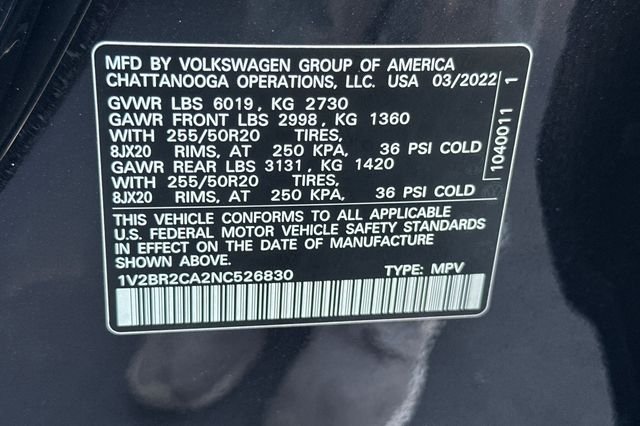 MFD BY VOLKSWAGEN GROUP OF AMERICA
CHATTANOOGA OPERATIONS, LLC. USA 03/2022
GVWR LBS 6019, KG 2730
GAWR FRONT LBS 2998, KG 1360
WITH 255/50R20 TIRES,
8JX20 RIMS, AT 250 KPA, 36 PSI COLD
GAWR REAR LBS 3131, KG 1420
WITH 255/50R20 TIRES,
8JX20 RIMS, AT 250 KPA, 36 PSI COLD
THIS VEHICLE CONFORMS TO ALL APPLICABLE
U.S. FEDERAL MOTOR VEHICLE SAFETY STANDARDS
IN EFFECT ON THE DATE OF MANUFACTURE
SHOWN ABOVE.
1V2BR2CA2NC526830 TYPE: MPV
1040011 1